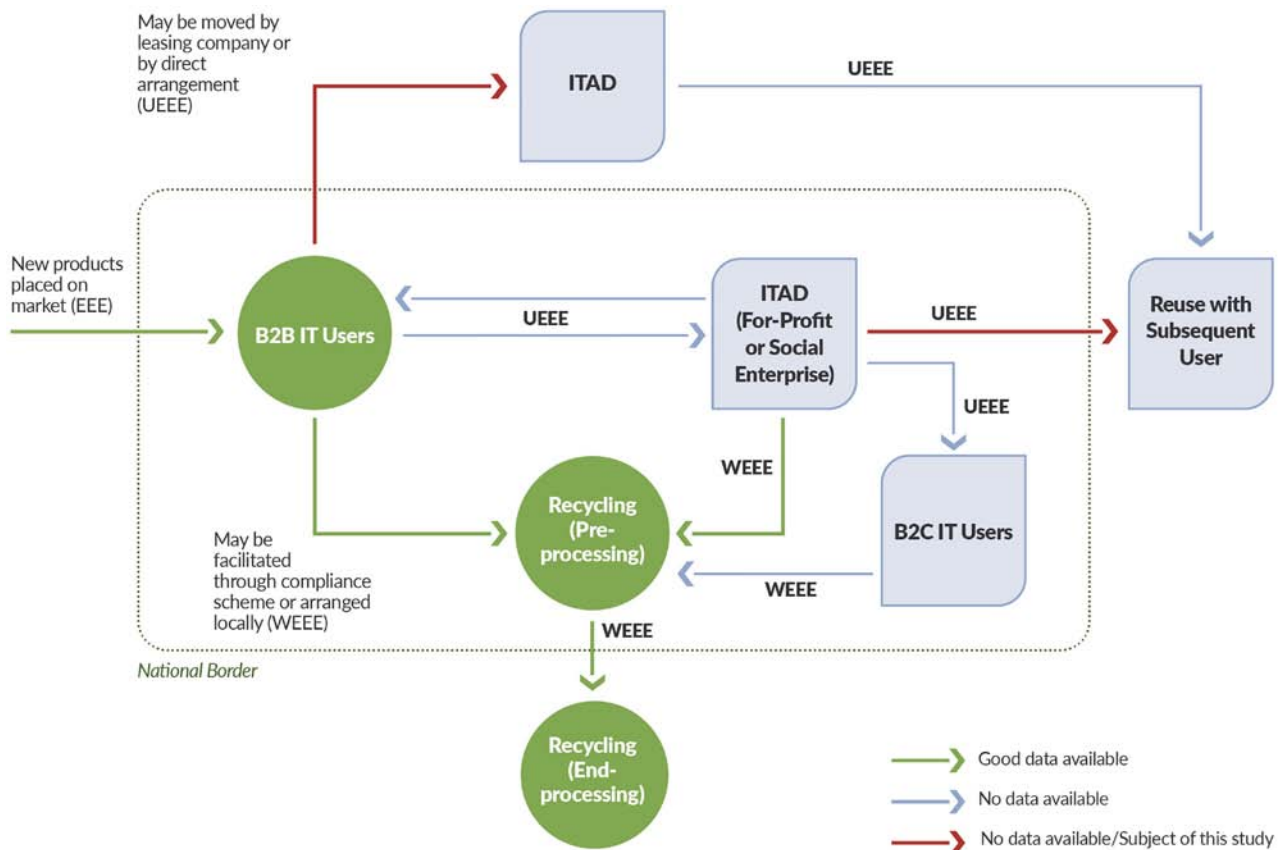 May be moved by
leasing company or
by direct
arrangement
(UEEE)
ITAD
UEEE
New products
placed on
market (EEE)
B2B IT Users
UEEE
ITAD
(For-Profit
or Social
Enterprise)
UEEE
Reuse with
Subsequent
User
UEEE
WEEE
Recycling
(Pre-
processing)
B2C IT Users
WEEE
May be
facilitated
through compliance
scheme or arranged
locally (WEEE)
WEEE
National Border
Recycling
(End-
processing)
Good data available
No data available
No data available/Subject of this study